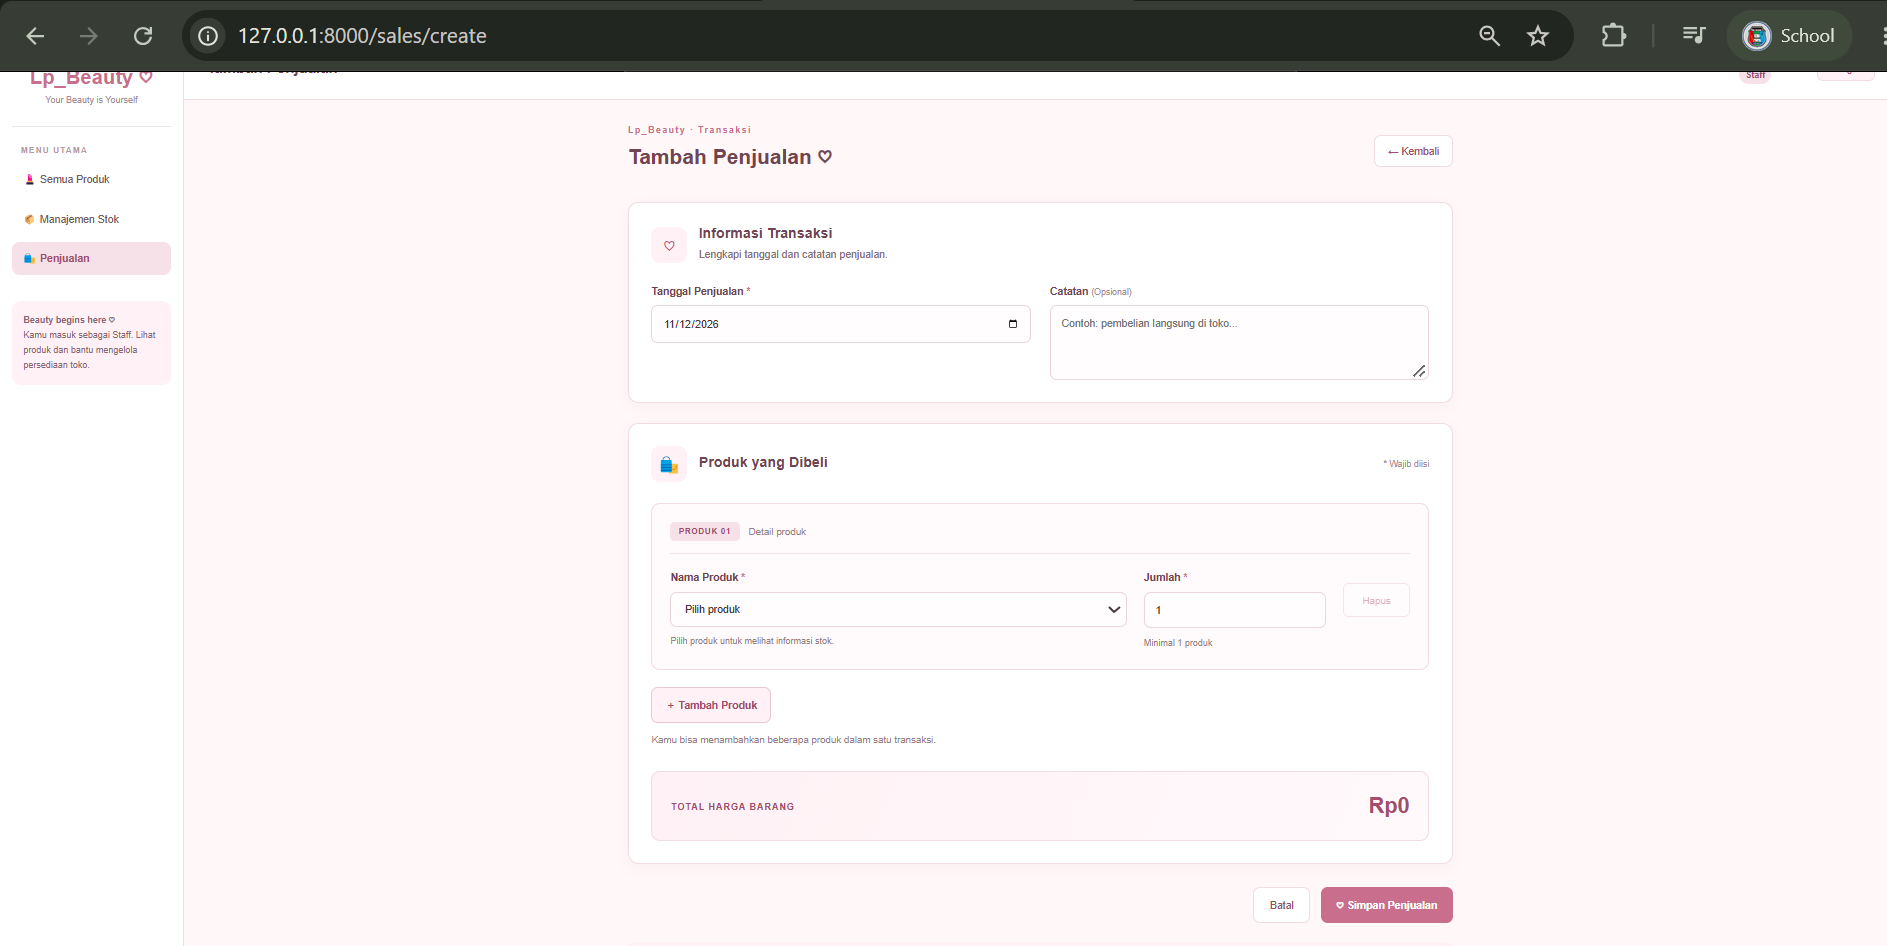 127.0.0.1:8000/sales/create
School
Lp_Beauty ♡
Your Beauty is Yourself
Staff
MENU UTAMA
Semua Produk
Manajemen Stok
Penjualan
Beauty begins here ♡
Kamu masuk sebagai Staff. Lihat
produk dan bantu mengelola
persediaan toko.
Lp_Beauty · Transaksi
Tambah Penjualan ♡
← Kembali
Informasi Transaksi
Lengkapi tanggal dan catatan penjualan.
Tanggal Penjualan *
11/12/2026
Catatan (Opsional)
Contoh: pembelian langsung di toko...
Produk yang Dibeli
* Wajib diisi
PRODUK 01 Detail produk
Nama Produk *
Pilih produk
Pilih produk untuk melihat informasi stok.
Jumlah *
1
Minimal 1 produk
Hapus
+ Tambah Produk
Kamu bisa menambahkan beberapa produk dalam satu transaksi.
TOTAL HARGA BARANG
Rp0
Batal
♡ Simpan Penjualan